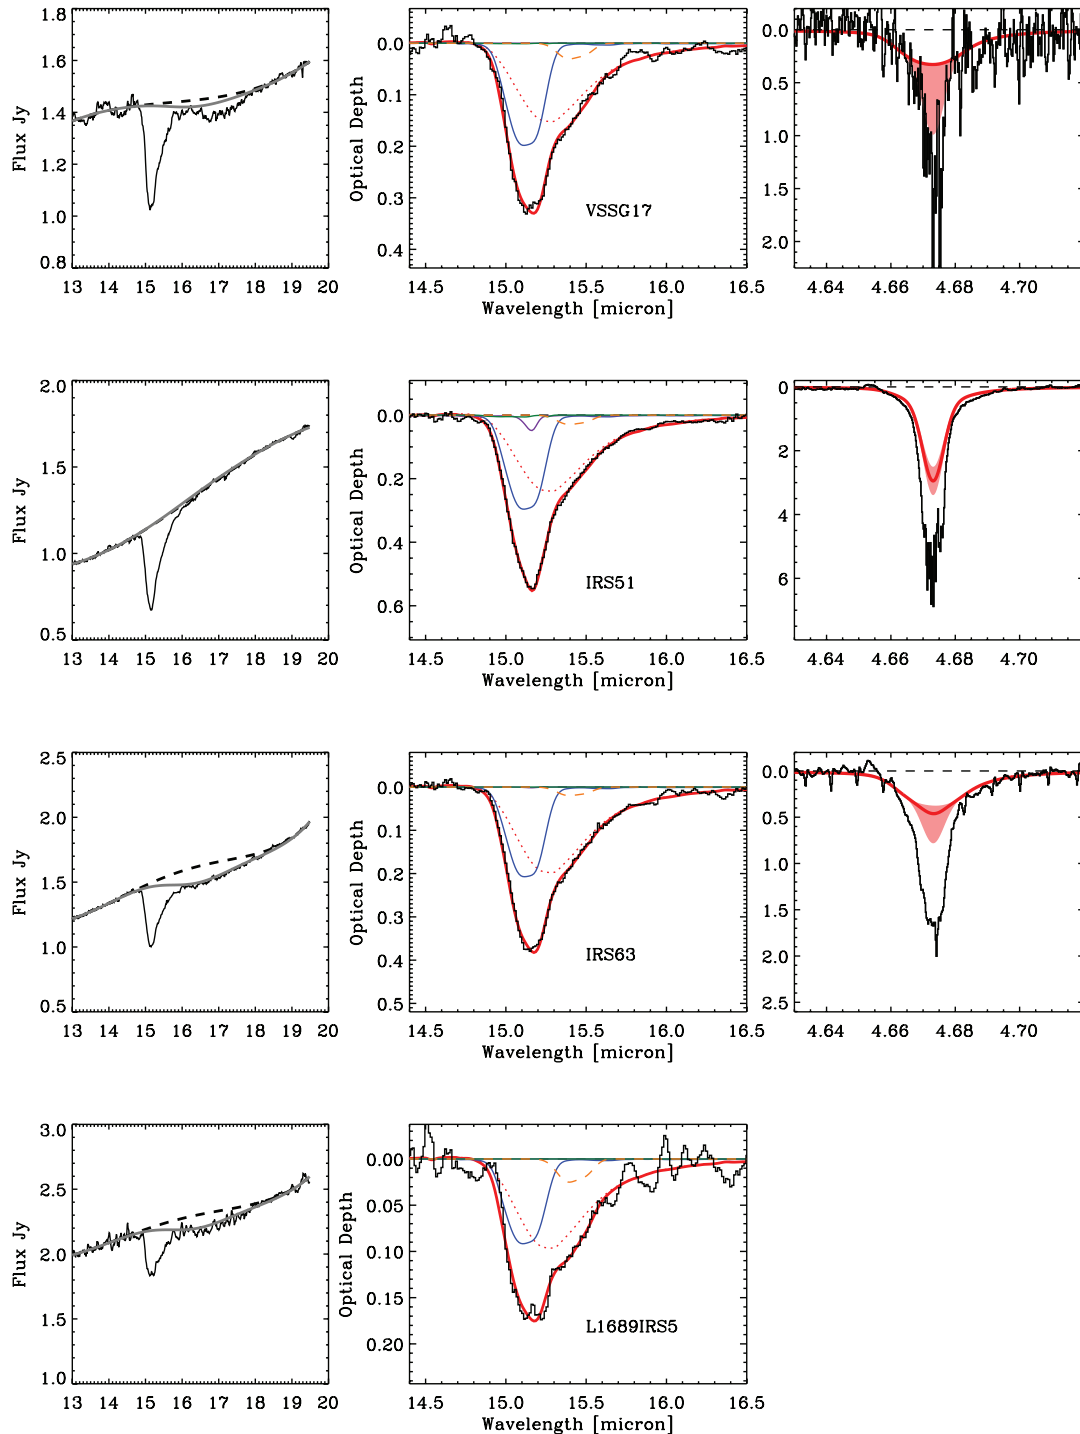 1.8
1.6
1.4
1.2
1.0
0.8
Flux Jy
13 14 15 16 17 18 19 20
0.0
0.1
0.2
0.3
0.4
Optical Depth
VSSG17
14.5 15.0 15.5 16.0 16.5
Wavelength [micron]
0.0
0.5
1.0
1.5
2.0
4.64 4.66 4.68 4.70
2.0
1.5
1.0
0.5
Flux Jy
13 14 15 16 17 18 19 20
0.0
0.2
0.4
0.6
Optical Depth
IRS51
14.5 15.0 15.5 16.0 16.5
Wavelength [micron]
0
2
4
6
4.64 4.66 4.68 4.70
2.5
2.0
1.5
1.0
0.5
Flux Jy
13 14 15 16 17 18 19 20
0.0
0.1
0.2
0.3
0.4
0.5
Optical Depth
IRS63
14.5 15.0 15.5 16.0 16.5
Wavelength [micron]
0.0
0.5
1.0
1.5
2.0
2.5
4.64 4.66 4.68 4.70
3.0
2.5
2.0
1.5
1.0
Flux Jy
13 14 15 16 17 18 19 20
0.00
0.05
0.10
0.15
0.20
Optical Depth
L1689IRS5
14.5 15.0 15.5 16.0 16.5
Wavelength [micron]